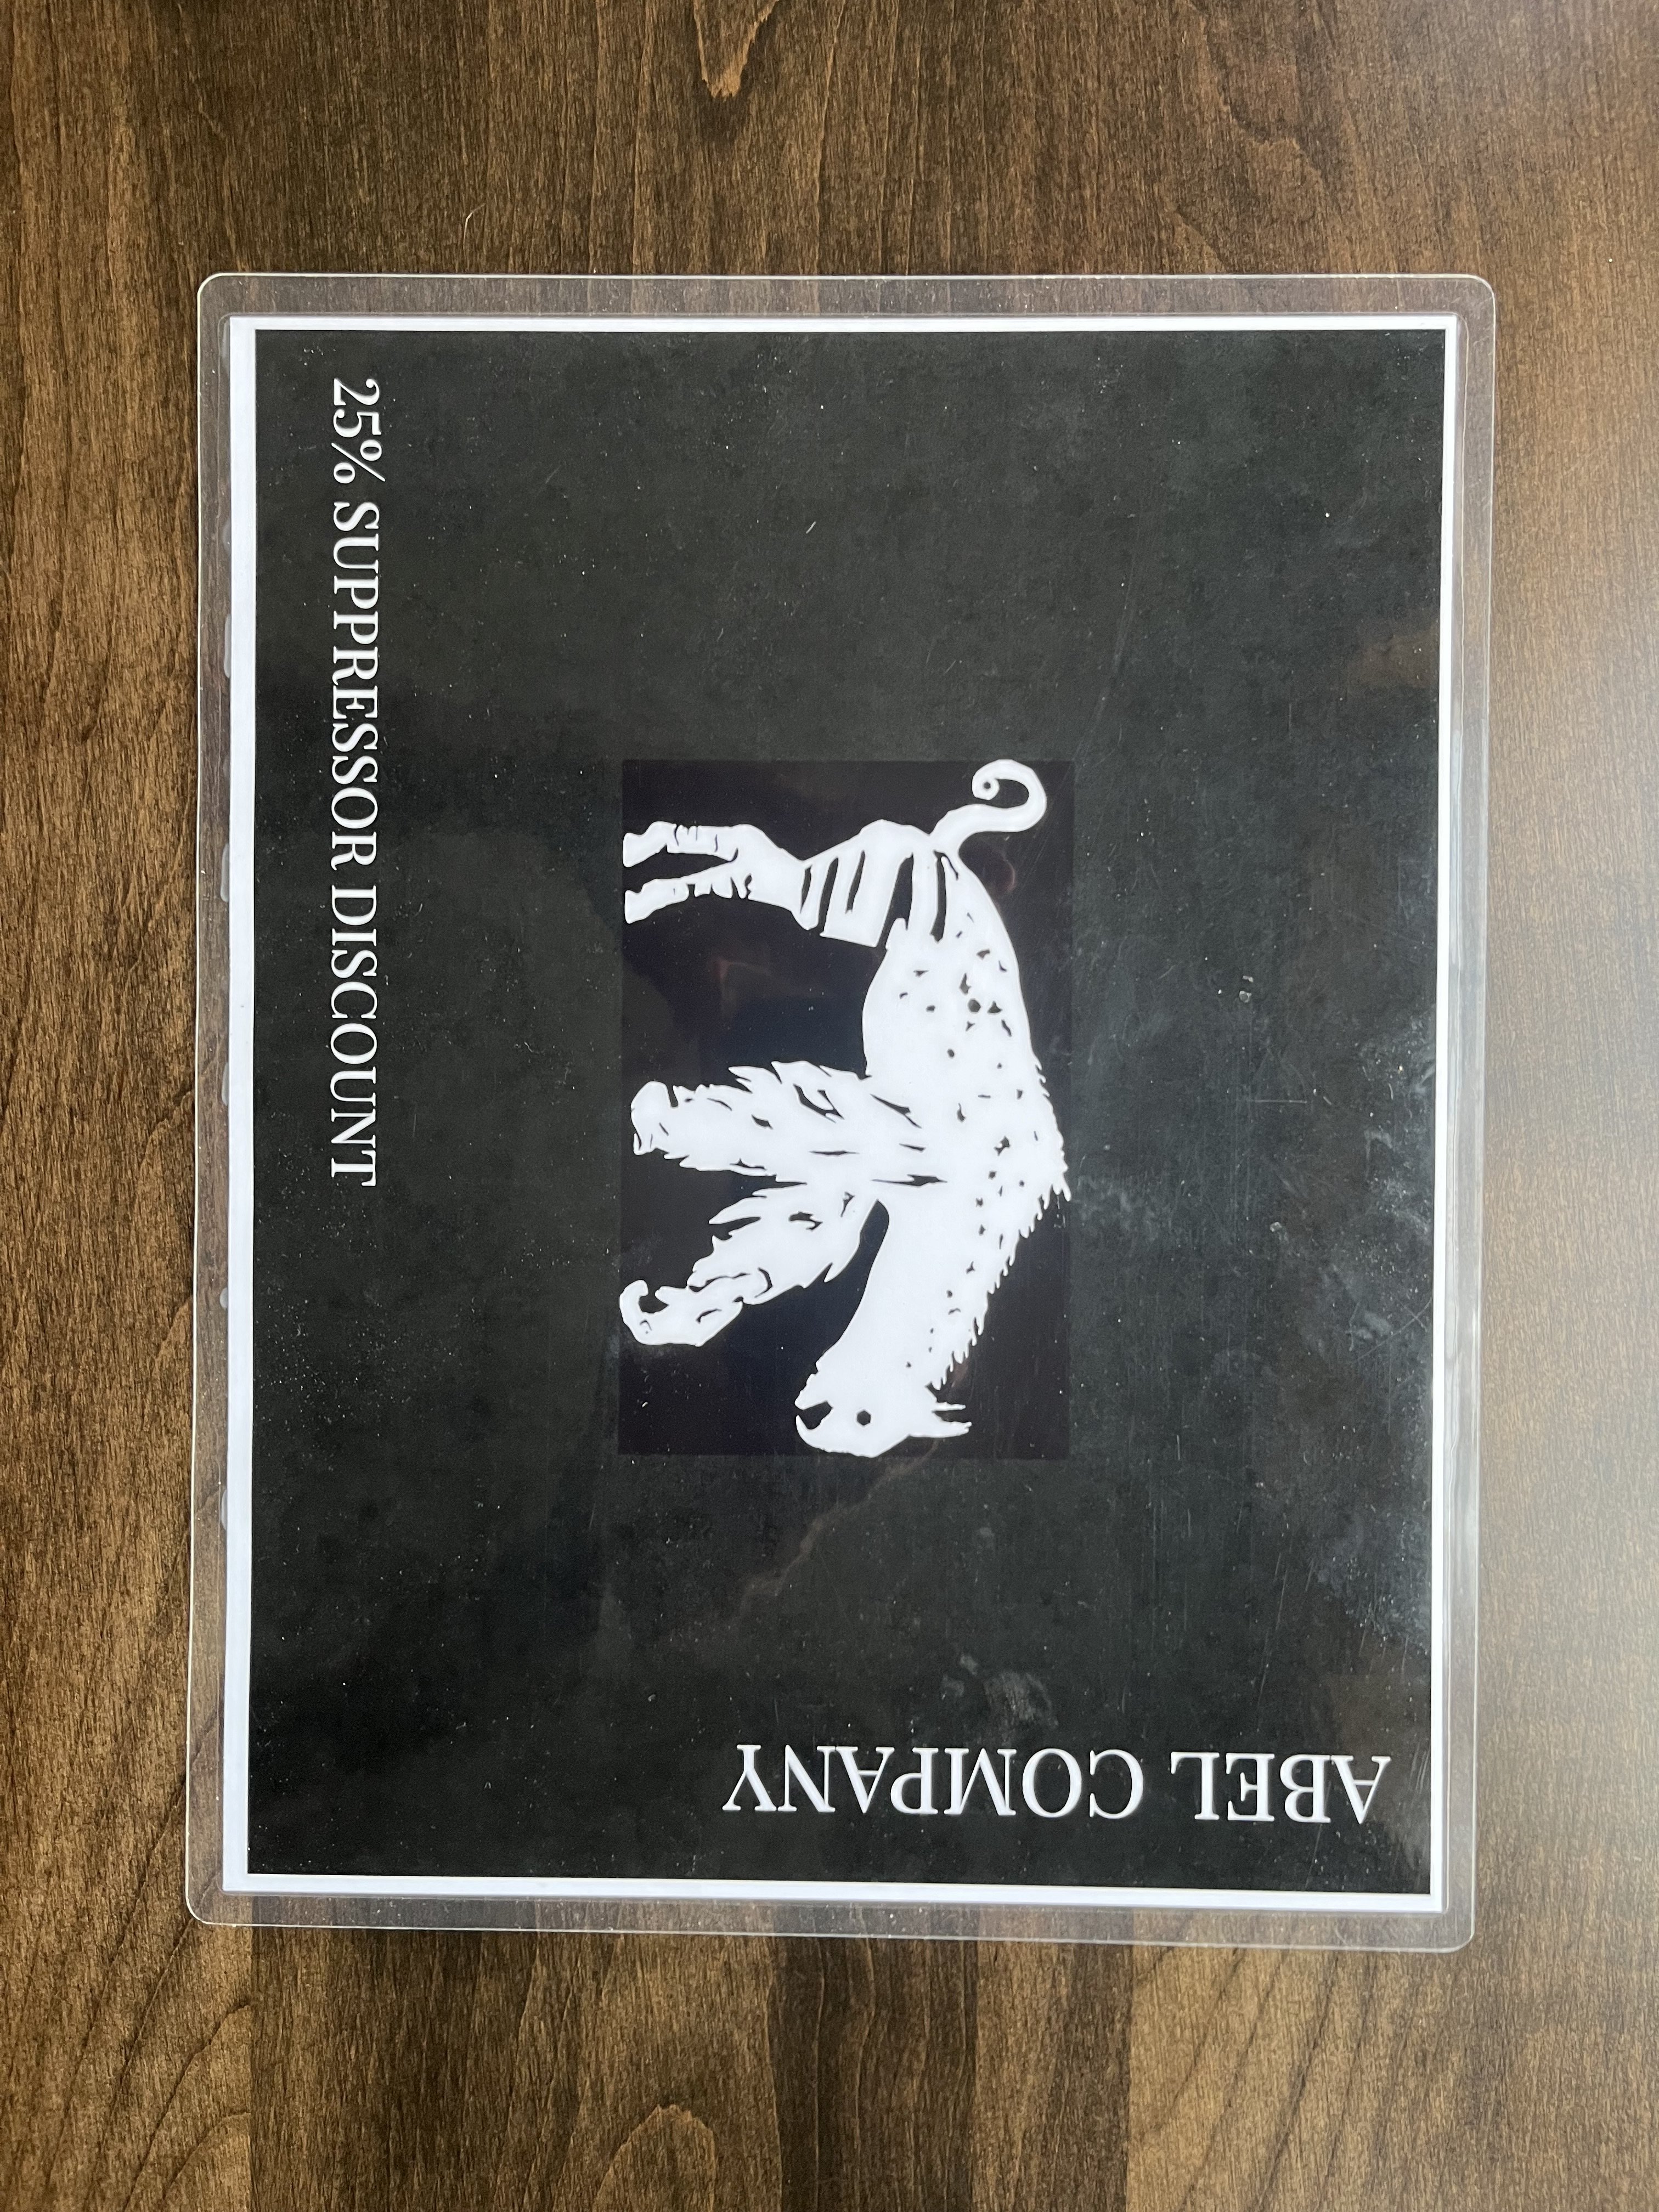 ABEL COMPANY
25% SUPPRESSOR DISCOUNT